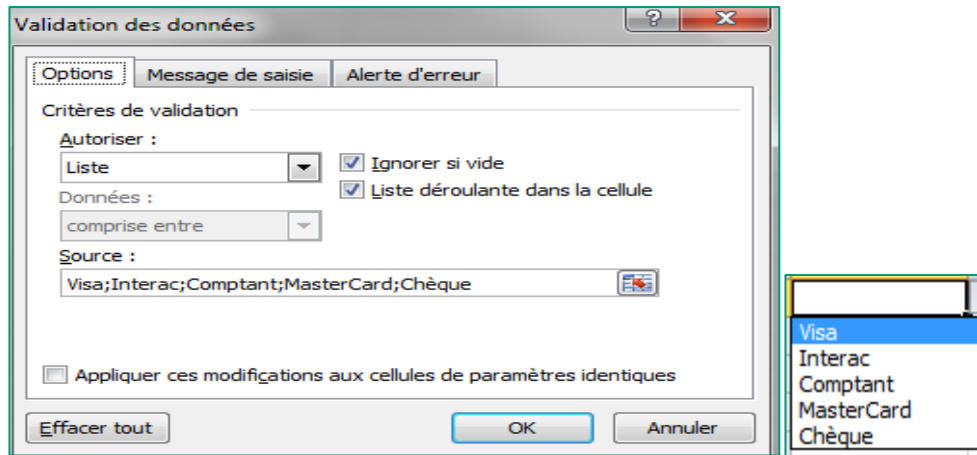 Validation des données
Options Message de saisie Alerte d'erreur
Critères de validation
Autoriser :
Liste
Ignorer si vide
Liste déroulante dans la cellule
Données :
comprise entre
Source :
Visa;Interac;Comptant;MasterCard;Chèque
Appliquer ces modifications aux cellules de paramètres identiques
Effacer tout OK Annuler
Visa
Interac
Comptant
MasterCard
Chèque